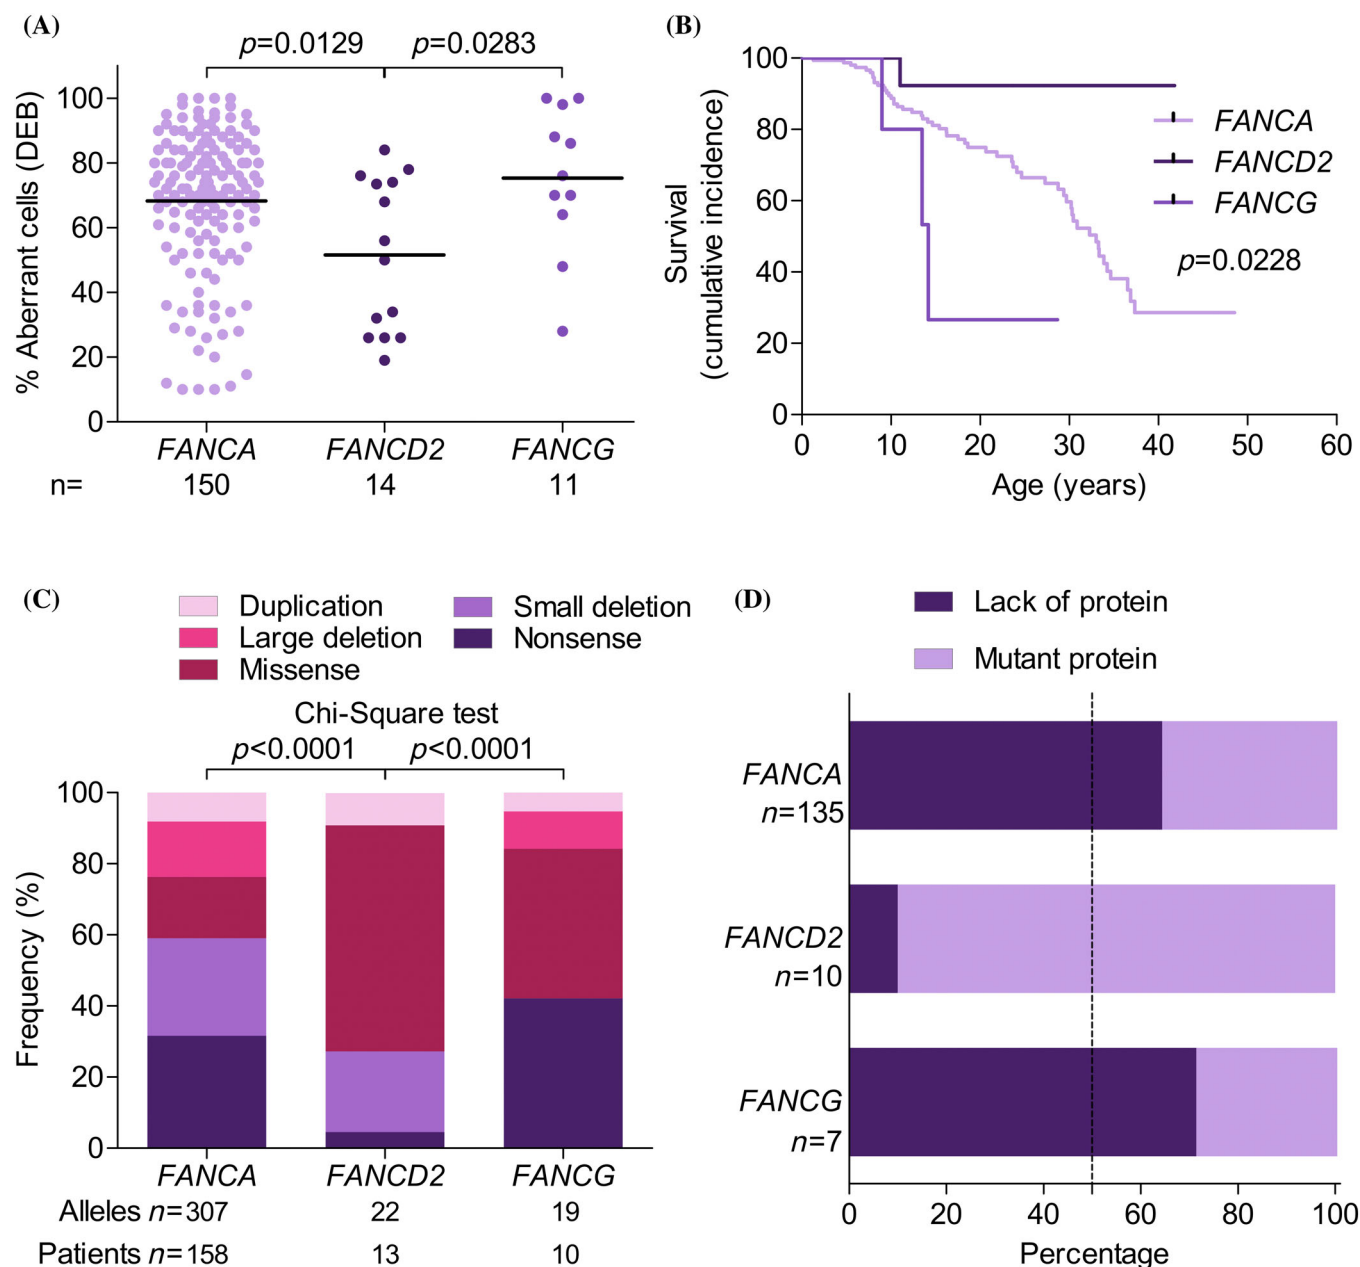 (A)
p=0.0129 p=0.0283
% Aberrant cells (DEB)
100
80
60
40
20
0
FANCA FANCD2 FANCG
n= 150 14 11
(B)
Survival
(cumulative incidence)
100
80
60
40
20
0
FANCA
FANCD2
FANCG
p=0.0228
0 10 20 30 40 50 60
Age (years)
(C)
Duplication
Large deletion
Missense
Small deletion
Nonsense
Chi-Square test
p<0.0001 p<0.0001
Frequency (%)
100
80
60
40
20
0
FANCA FANCD2 FANCG
Alleles n=307 22 19
Patients n=158 13 10
(D)
Lack of protein
Mutant protein
FANCA
n=135
FANCD2
n=10
FANCG
n=7
0 20 40 60 80 100
Percentage